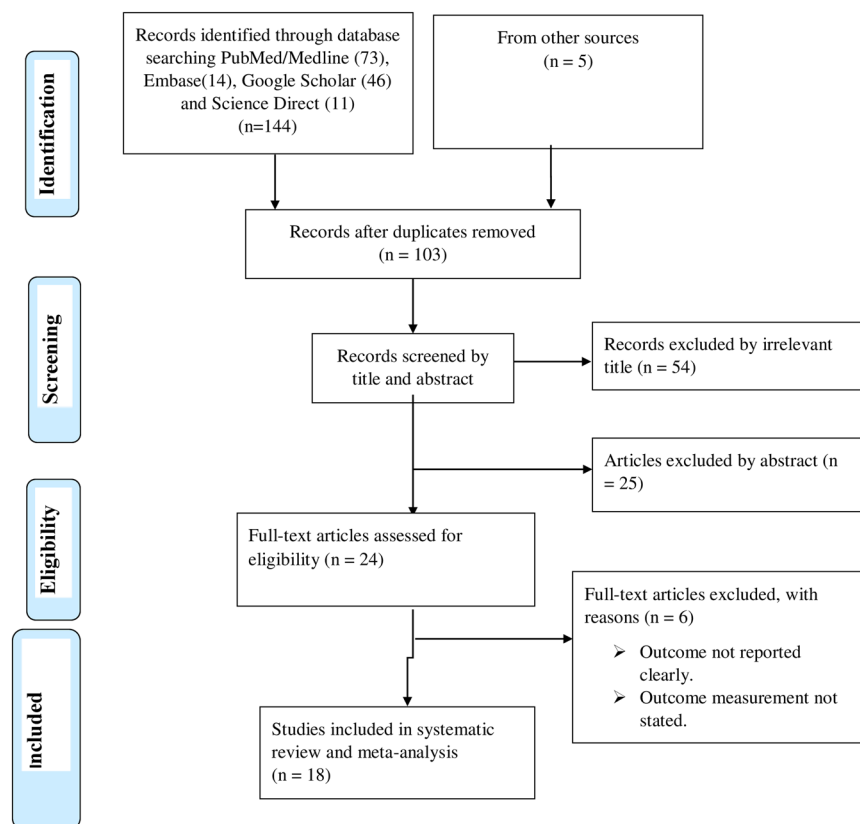 Identification
Records identified through database
searching PubMed/Medline (73),
Embase(14), Google Scholar (46)
and Science Direct (11)
(n=144)
From other sources
(n = 5)
Records after duplicates removed
(n = 103)
Screening
Records screened by
title and abstract
Records excluded by irrelevant
title (n = 54)
Articles excluded by abstract (n
= 25)
Eligibility
Full-text articles assessed for
eligibility (n = 24)
Full-text articles excluded, with
reasons (n = 6)
➢ Outcome not reported
clearly.
➢ Outcome measurement not
stated.
Included
Studies included in systematic
review and meta-analysis
(n = 18)